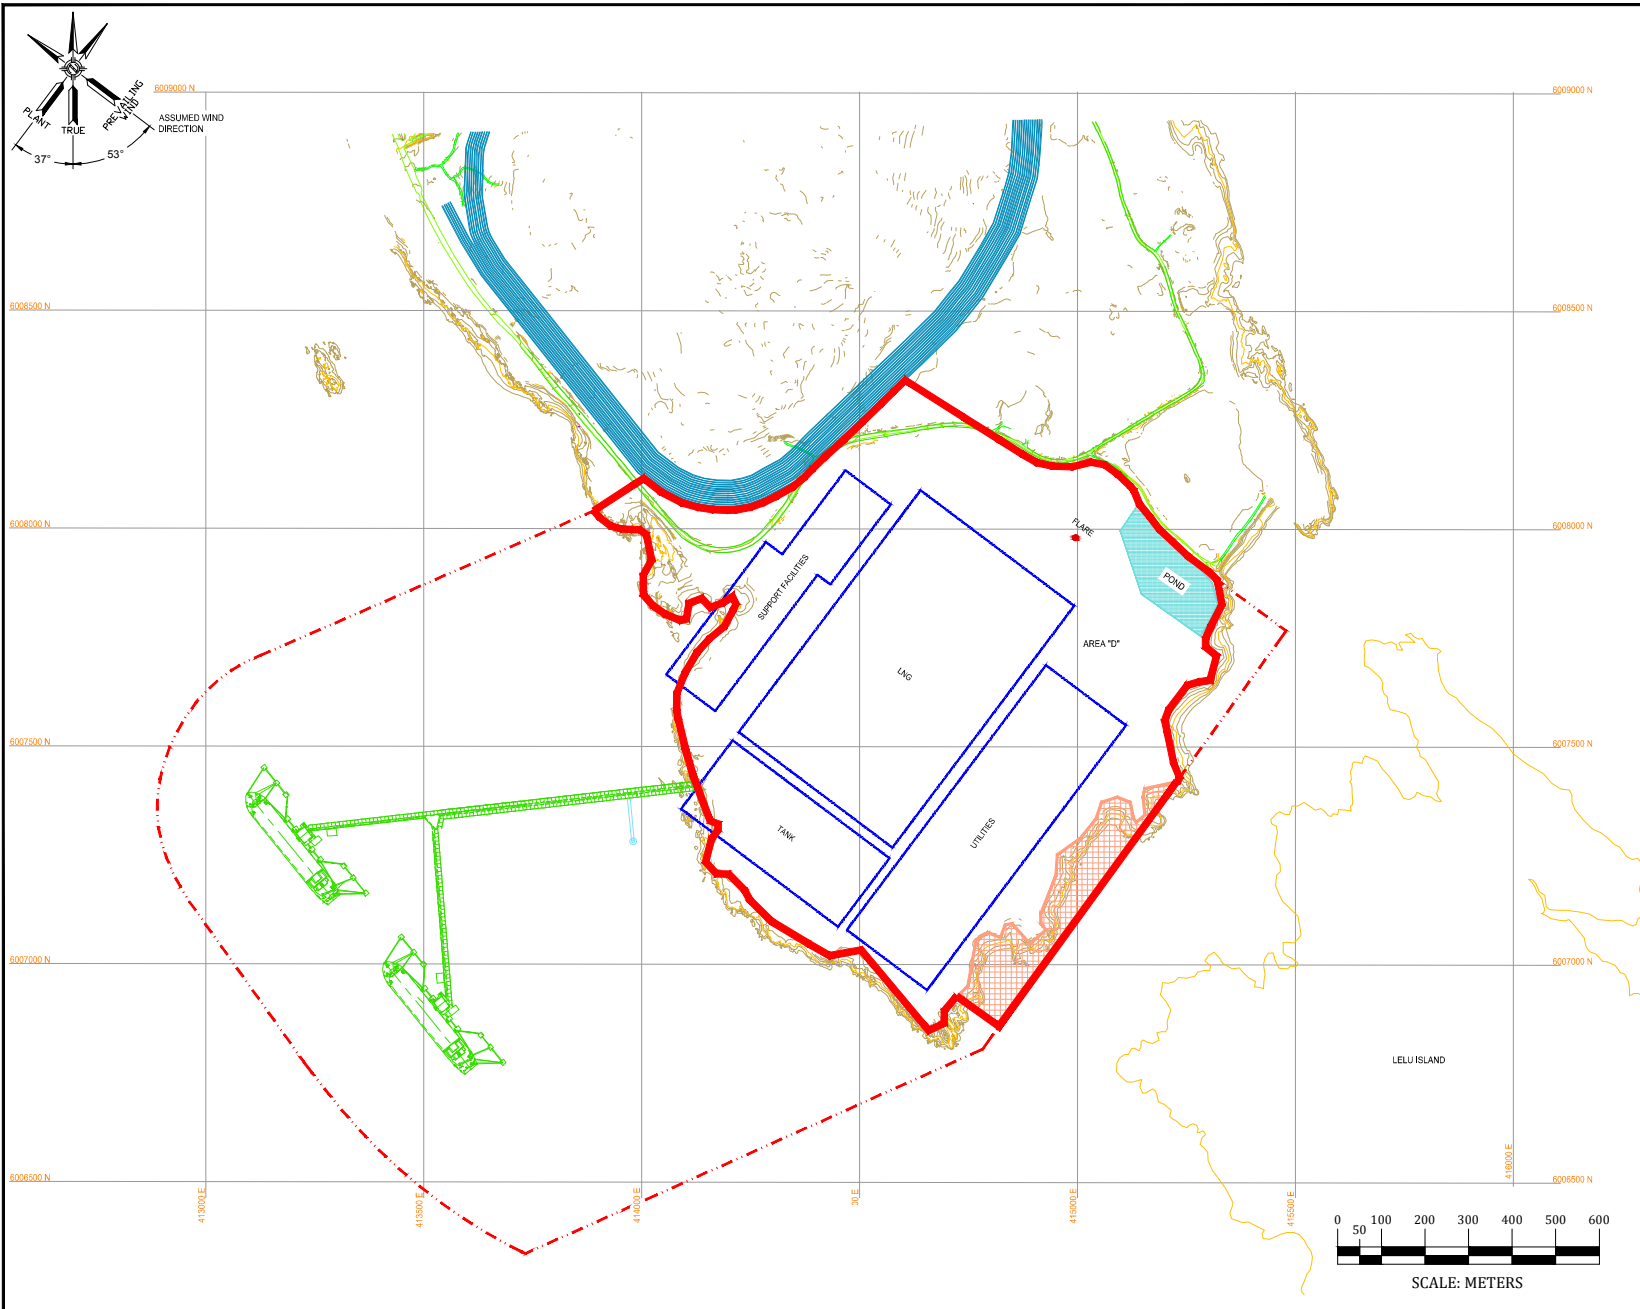 PLANT
TRUE
PREVAILING
WIND
ASSUMED WIND
DIRECTION
37°
53°
6009000 N
6009000 N
6008500 N
6008500 N
6008000 N
6008000 N
FLARE
POND
SUPPORT FACILITIES
AREA "D"
LNG
6007500 N
6007500 N
TANK
UTILITIES
6007000 N
6007000 N
LELU ISLAND
6006500 N
6006500 N
413000 E
413500 E
414000 E
00 E
415000 E
415500 E
416000 E
0 50 100 200 300 400 500 600
SCALE: METERS